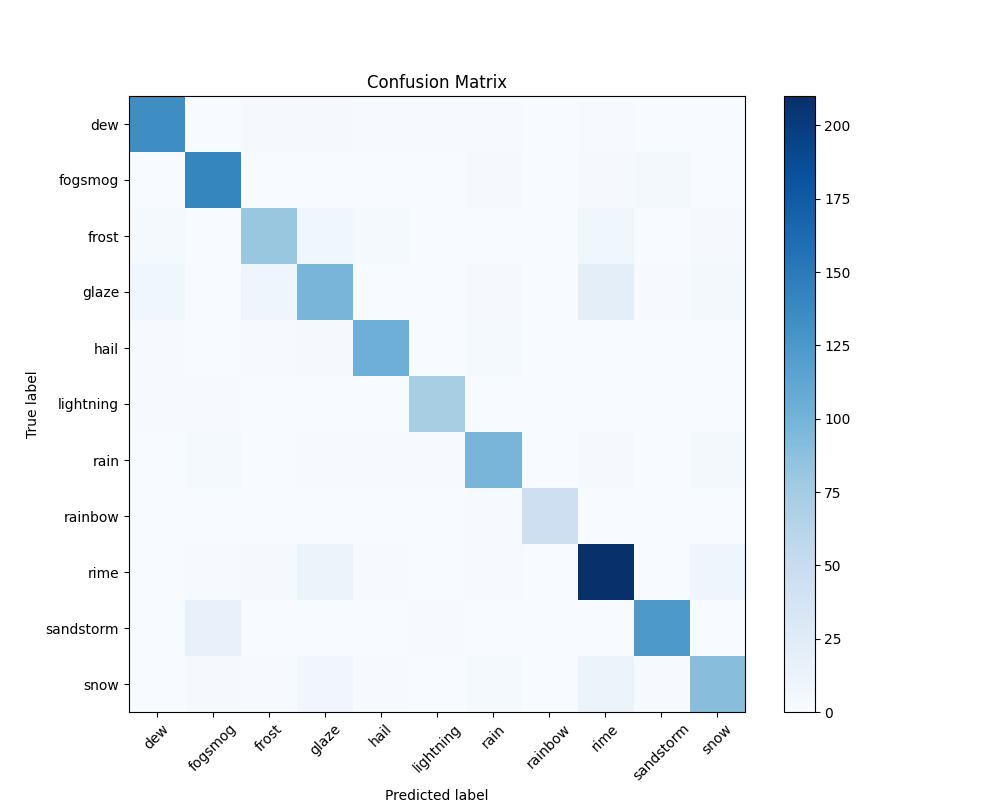 Confusion Matrix
True label
dew
fogsmog
frost
glaze
hail
lightning
rain
rainbow
rime
sandstorm
snow
dew
fogsmog
frost
glaze
hail
lightning
rain
rainbow
rime
sandstorm
snow
Predicted label
200
175
150
125
100
75
50
25
0